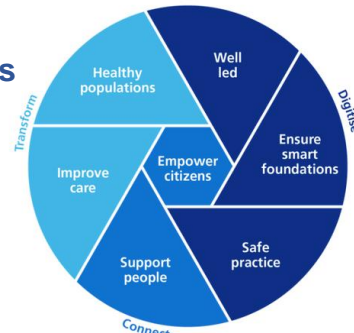 s
Transform
Healthy
populations
Well
led
Digitise
Ensure
smart
foundations
Empower
citizens
Improve
care
Support
people
Safe
practice
Connect